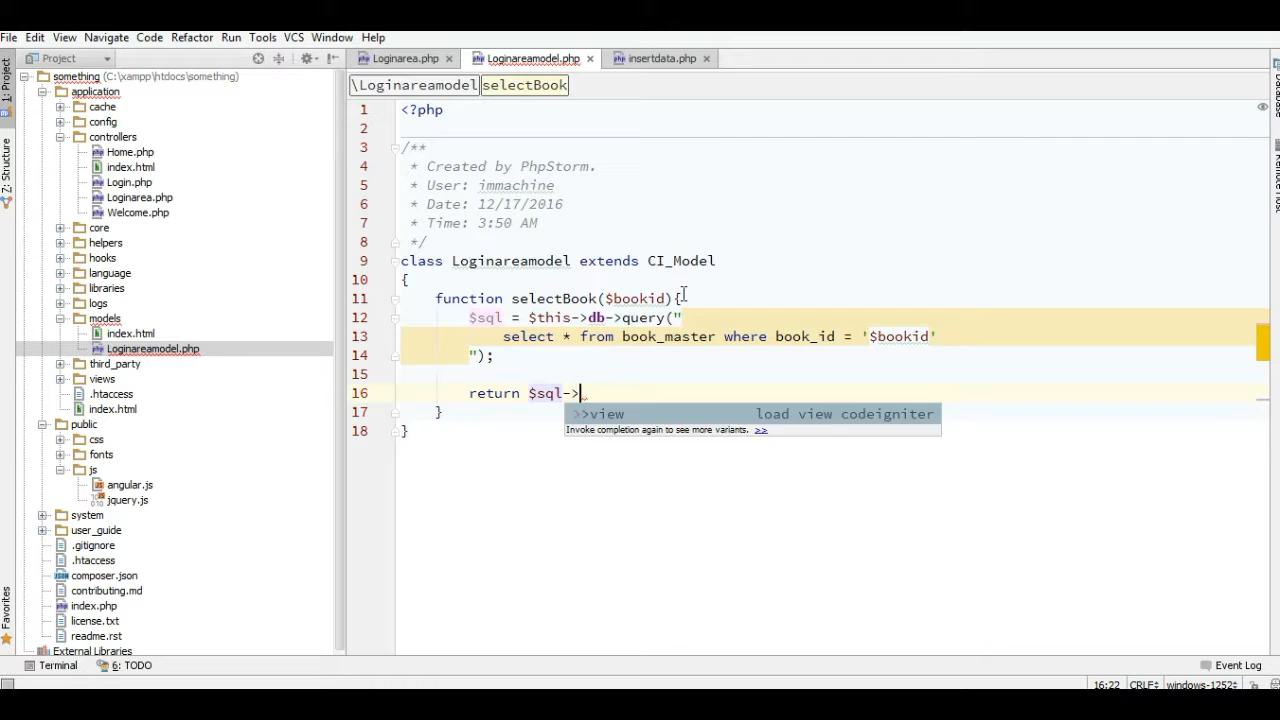 File Edit View Navigate Code Refactor Run Tools VCS Window Help
Project
Loginarea.php
Loginareamodel.php
insertdata.php
\Loginareamodel selectBook
1: Project
Z: Structure
Favorites
something (C:\xampp\htdocs\something)
application
cache
config
controllers
Home.php
index.html
Login.php
Loginarea.php
Welcome.php
core
helpers
hooks
language
libraries
logs
models
index.html
Loginareamodel.php
third_party
views
.htaccess
index.html
public
css
fonts
js
angular.js
jquery.js
system
user_guide
.gitignore
.htaccess
composer.json
contributing.md
index.php
license.txt
readme.rst
External Libraries
1 <?php
2
3 /**
4 * Created by PhpStorm.
5 * User: immachine
6 * Date: 12/17/2016
7 * Time: 3:50 AM
8 */
9 class Loginareamodel extends CI_Model
10 {
11 function selectBook($bookid){
12 $sql = $this->db->query("
13 select * from book_master where book_id = '$bookid'
14 ");
15
16 return $sql->
17 }
18 }
>>view load view codeigniter
Invoke completion again to see more variants. >>
Terminal 6: TODO Event Log
16:22 CRLF windows-1252